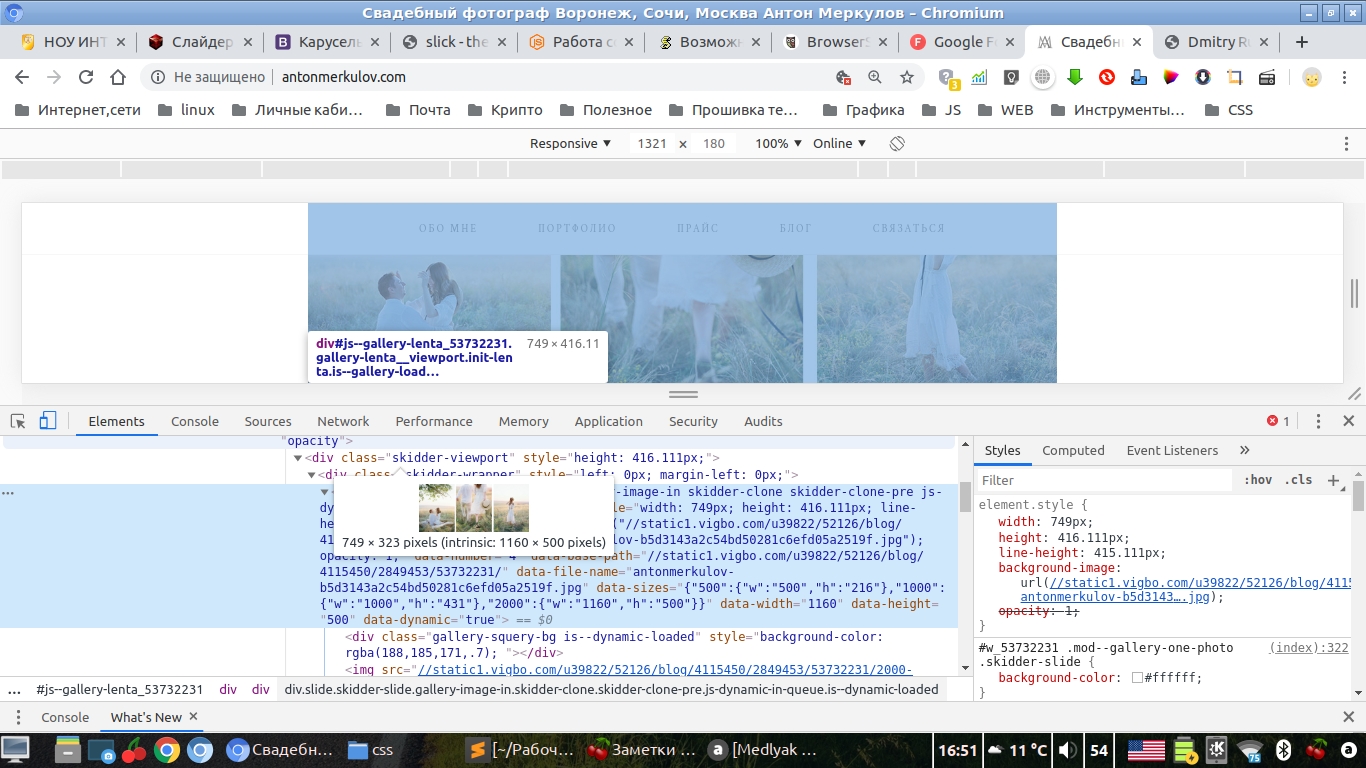 Свадебный фотограф Воронеж, Сочи, Москва Антон Меркулов – Chromium
НОУ ИНТ
Слайдер
Карусель
slick - the
Работа с
Возможн
BrowserS
Google Fo
Свадебн
Dmitry R
Не защищено
antonmerkulov.com
3
Интернет,сети
linux
Личные каби…
Почта
Крипто
Полезное
Прошивка те…
Графика
JS
WEB
Инструменты…
CSS
Responsive ▼ 1321 × 180 100% ▼ Online ▼
ОБО МНЕ ПОРТФОЛИО ПРАЙС БЛОГ СВЯЗАТЬСЯ
div#js--gallery-lenta_53732231. 749 × 416.11
gallery-lenta__viewport.init-len
ta.is--gallery-load…
Elements Console Sources Network Performance Memory Application Security Audits 1
"opacity">
<div class="skidder-viewport" style="height: 416.111px;">
<div class="skidder-wrapper" style="left: 0px; margin-left: 0px;">
-image-in skidder-clone skidder-clone-pre js-
dy le="width: 749px; height: 416.111px; line-
he ("//static1.vigbo.com/u39822/52126/blog/
41 lov-b5d3143a2c54bd50281c6efd05a2519f.jpg");
opacity: 1;" data-number="4" data-base-path="//static1.vigbo.com/u39822/52126/blog/
4115450/2849453/53732231/" data-file-name="antonmerkulov-
b5d3143a2c54bd50281c6efd05a2519f.jpg" data-sizes="{"500":{"w":"500","h":"216"},"1000":
{"w":"1000","h":"431"},"2000":{"w":"1160","h":"500"}}" data-width="1160" data-height=
"500" data-dynamic="true"> == $0
<div class="gallery-squery-bg is--dynamic-loaded" style="background-color:
rgba(188,185,171,.7); "></div>
<img src="//static1.vigbo.com/u39822/52126/blog/4115450/2849453/53732231/2000-
749 × 323 pixels (intrinsic: 1160 × 500 pixels)
Styles Computed Event Listeners »
Filter :hov .cls +
element.style {
width: 749px;
height: 416.111px;
line-height: 415.111px;
background-image:
url(//static1.vigbo.com/u39822/52126/blog/4115
antonmerkulov-b5d3143….jpg);
opacity: 1;
}
#w_53732231 .mod--gallery-one-photo (index):322
.skidder-slide {
background-color: #ffffff;
}
… #js--gallery-lenta_53732231 div div div.slide.skidder-slide.gallery-image-in.skidder-clone.skidder-clone-pre.js-dynamic-in-queue.is--dynamic-loaded
Console What's New ×
Свадебн…
css
[~/Рабоч…
Заметки …
[Medlyak …
16:51
11 °C
54
75